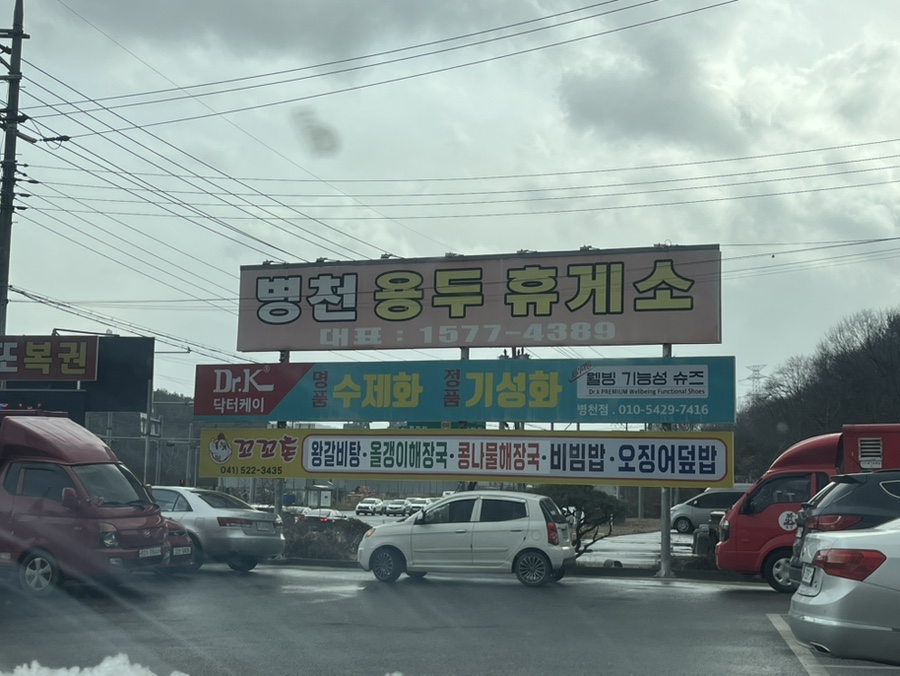 병천 용두 휴게소
대표 : 1577-4389
또복권
Dr.K
닥터케이
명품 수제화 정품 기성화
웰빙 기능성 슈즈
Dr.k PREMIUM Wellbeing Functional Shoes
병천점 : 010-5429-7416
꼬꼬혼
041) 522-3435
왕갈비탕·올갱이해장국·콩나물해장국·비빔밥·오징어덮밥